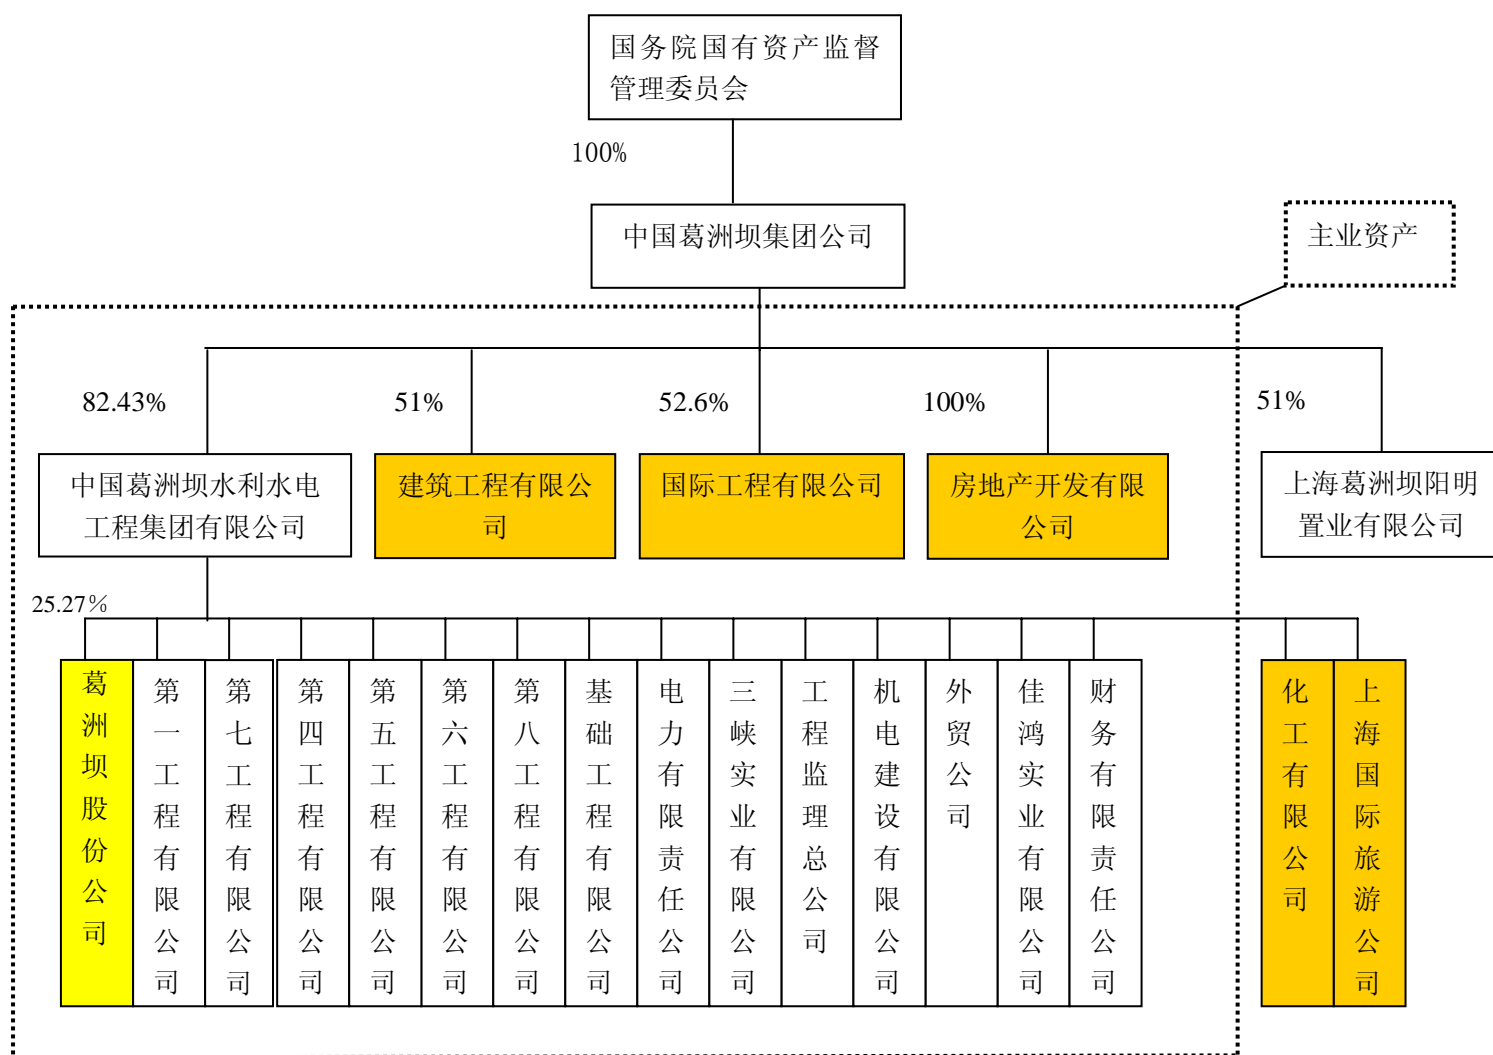 国务院国有资产监督
管理委员会
100%
中国葛洲坝集团公司
主业资产
82.43%
51%
52.6%
100%
51%
中国葛洲坝水利水电
工程集团有限公司
建筑工程有限公
司
国际工程有限公司
房地产开发有限
公司
上海葛洲坝阳明
置业有限公司
25.27%
葛洲坝股份公司
第一工程有限公司
第七工程有限公司
第四工程有限公司
第五工程有限公司
第六工程有限公司
第八工程有限公司
基础工程有限公司
电力有限责任公司
三峡实业有限公司
工程监理总公司
机电建设有限公司
外贸公司
佳鸿实业有限公司
财务有限责任公司
化工有限公司
上海国际旅游公司